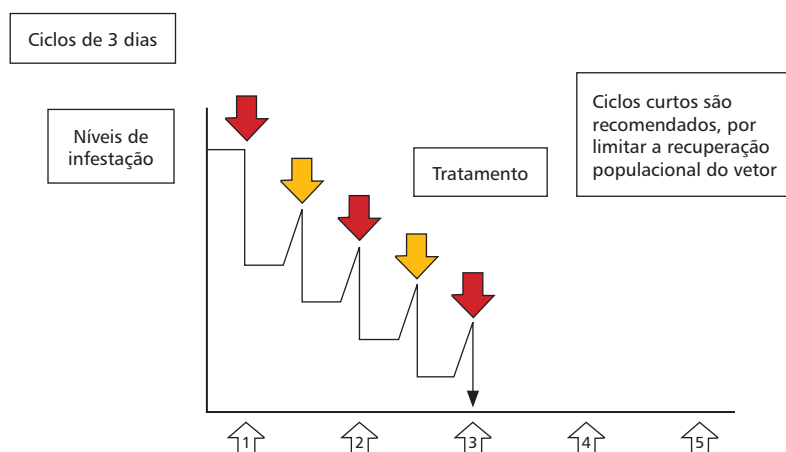 Ciclos de 3 dias
Níveis de
infestação
Tratamento
Ciclos curtos são
recomendados, por
limitar a recuperação
populacional do vetor
1 2 3 4 5